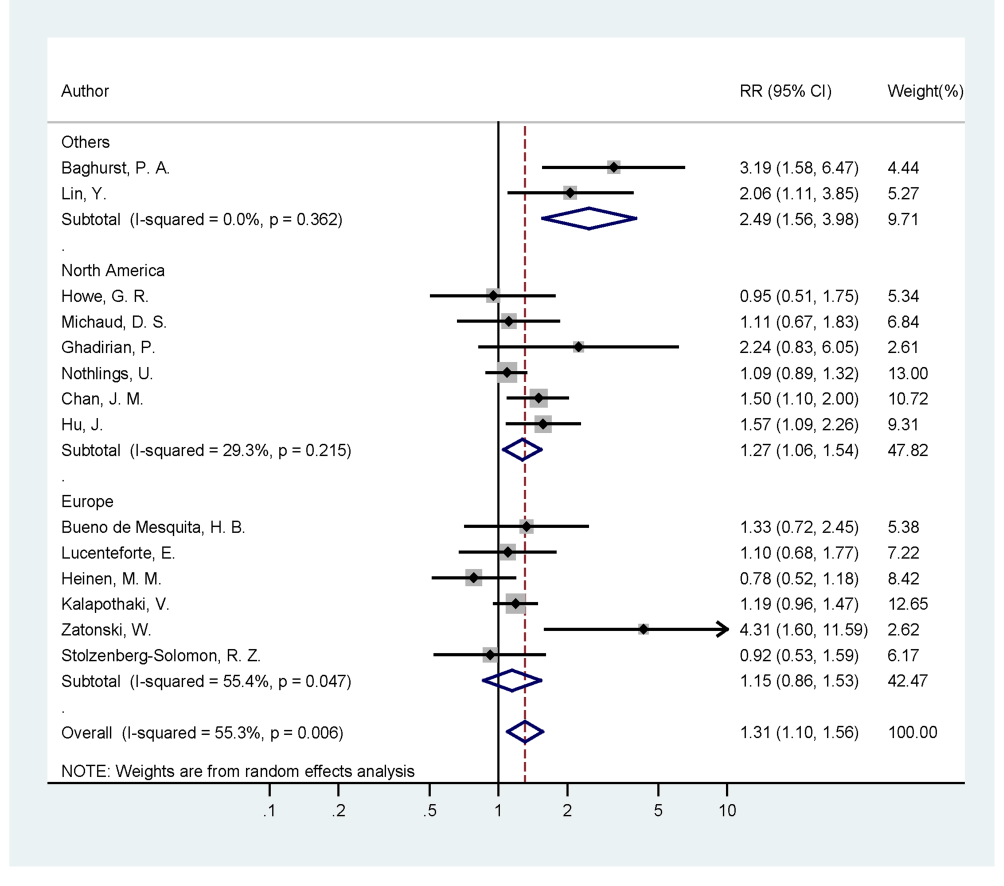 Author RR (95% CI) Weight(%)
Others
Baghurst, P. A. 3.19 (1.58, 6.47) 4.44
Lin, Y. 2.06 (1.11, 3.85) 5.27
Subtotal (I-squared = 0.0%, p = 0.362) 2.49 (1.56, 3.98) 9.71
.
North America
Howe, G. R. 0.95 (0.51, 1.75) 5.34
Michaud, D. S. 1.11 (0.67, 1.83) 6.84
Ghadirian, P. 2.24 (0.83, 6.05) 2.61
Nothlings, U. 1.09 (0.89, 1.32) 13.00
Chan, J. M. 1.50 (1.10, 2.00) 10.72
Hu, J. 1.57 (1.09, 2.26) 9.31
Subtotal (I-squared = 29.3%, p = 0.215) 1.27 (1.06, 1.54) 47.82
.
Europe
Bueno de Mesquita, H. B. 1.33 (0.72, 2.45) 5.38
Lucenteforte, E. 1.10 (0.68, 1.77) 7.22
Heinen, M. M. 0.78 (0.52, 1.18) 8.42
Kalapothaki, V. 1.19 (0.96, 1.47) 12.65
Zatonski, W. 4.31 (1.60, 11.59) 2.62
Stolzenberg-Solomon, R. Z. 0.92 (0.53, 1.59) 6.17
Subtotal (I-squared = 55.4%, p = 0.047) 1.15 (0.86, 1.53) 42.47
.
Overall (I-squared = 55.3%, p = 0.006) 1.31 (1.10, 1.56) 100.00
NOTE: Weights are from random effects analysis
.1 .2 .5 1 2 5 10